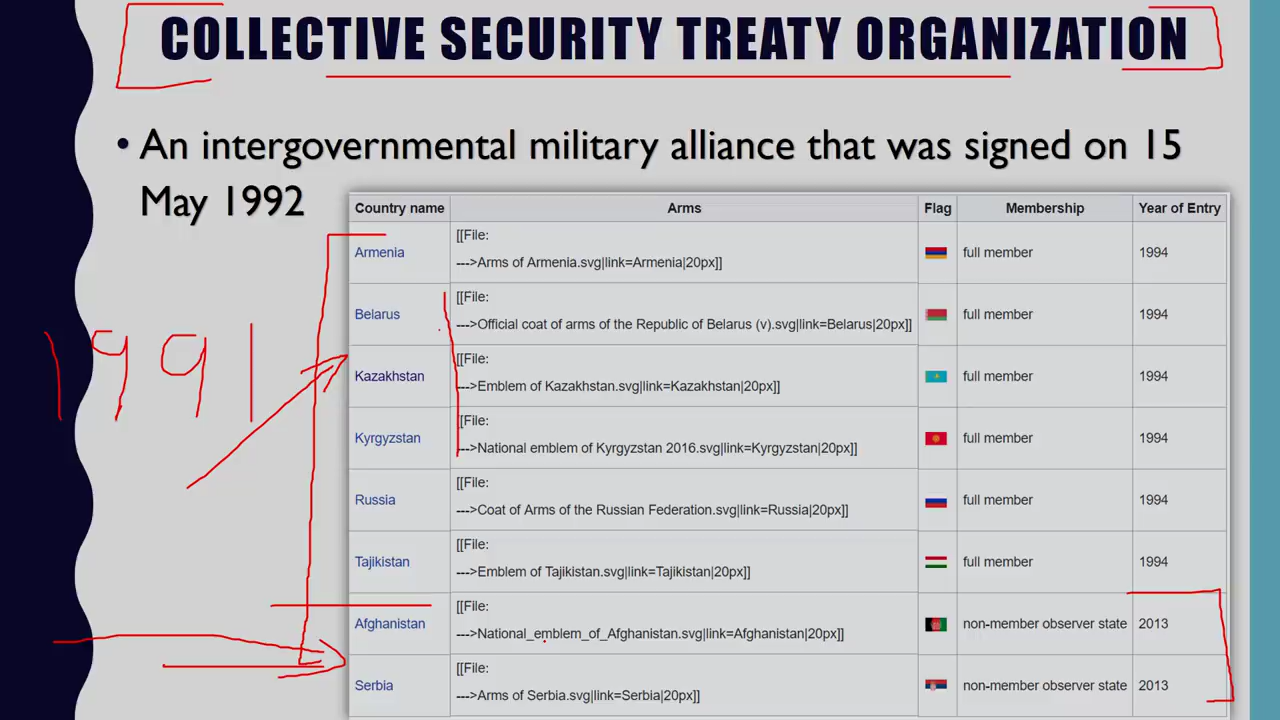 COLLECTIVE SECURITY TREATY ORGANIZATION
• An intergovernmental military alliance that was signed on 15
May 1992
Country name Arms Flag Membership Year of Entry
Armenia [[File:
--->Arms of Armenia.svg|link=Armenia|20px]] full member 1994
Belarus [[File:
--->Official coat of arms of the Republic of Belarus (v).svg|link=Belarus|20px]] full member 1994
1991
Kazakhstan [[File:
--->Emblem of Kazakhstan.svg|link=Kazakhstan|20px]] full member 1994
Kyrgyzstan [[File:
--->National emblem of Kyrgyzstan 2016.svg|link=Kyrgyzstan|20px]] full member 1994
Russia [[File:
--->Coat of Arms of the Russian Federation.svg|link=Russia|20px]] full member 1994
Tajikistan [[File:
--->Emblem of Tajikistan.svg|link=Tajikistan|20px]] full member 1994
Afghanistan [[File:
--->National_emblem_of_Afghanistan.svg|link=Afghanistan|20px]] non-member observer state 2013
Serbia [[File:
--->Arms of Serbia.svg|link=Serbia|20px]] non-member observer state 2013